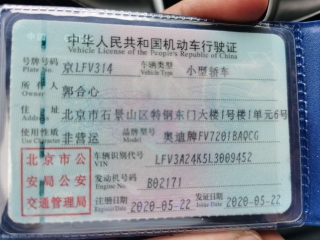 中华人民共和国机动车行驶证
Vehicle License of the People's Republic of China
号牌号码 京LFV314 车辆类型 小型轿车
Plate No. Vehicle Type
所有人 郭合心
Owner
住址 北京市石景山区特钢东门大楼1号楼1单元6号
Address
使用性质 非营运 品牌型号 奥迪牌FV7201BAQCG
Use Character Model
北京市公安局公安交通管理局
车辆识别代号 LFV3A24K5L3009452
VIN
发动机号码 B02171
Engine No.
注册日期 2020-05-22 发证日期 2020-05-22
Register Date Issue Date